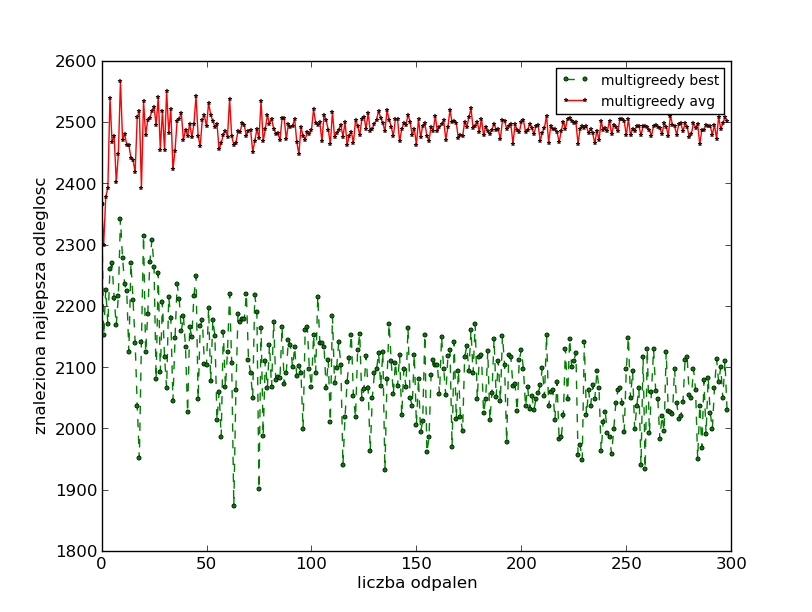 2600
2500
2400
2300
2200
2100
2000
1900
1800
znaleziona najlepsza odleglosc
multigreedy best
multigreedy avg
0 50 100 150 200 250 300
liczba odpalen